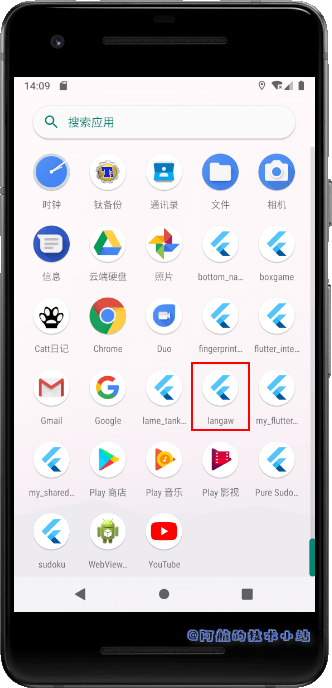 14:09
搜索应用
时钟 钛备份 通讯录 文件 相机
信息 云端硬盘 照片 bottom_na… boxgame
Catt日记 Chrome Duo fingerprint… flutter_inte…
Gmail Google lame_tank… langaw my_flutter…
my_shared… Play 商店 Play 音乐 Play 影视 Pure Sudo…
sudoku WebView… YouTube
@阿航的技术小站